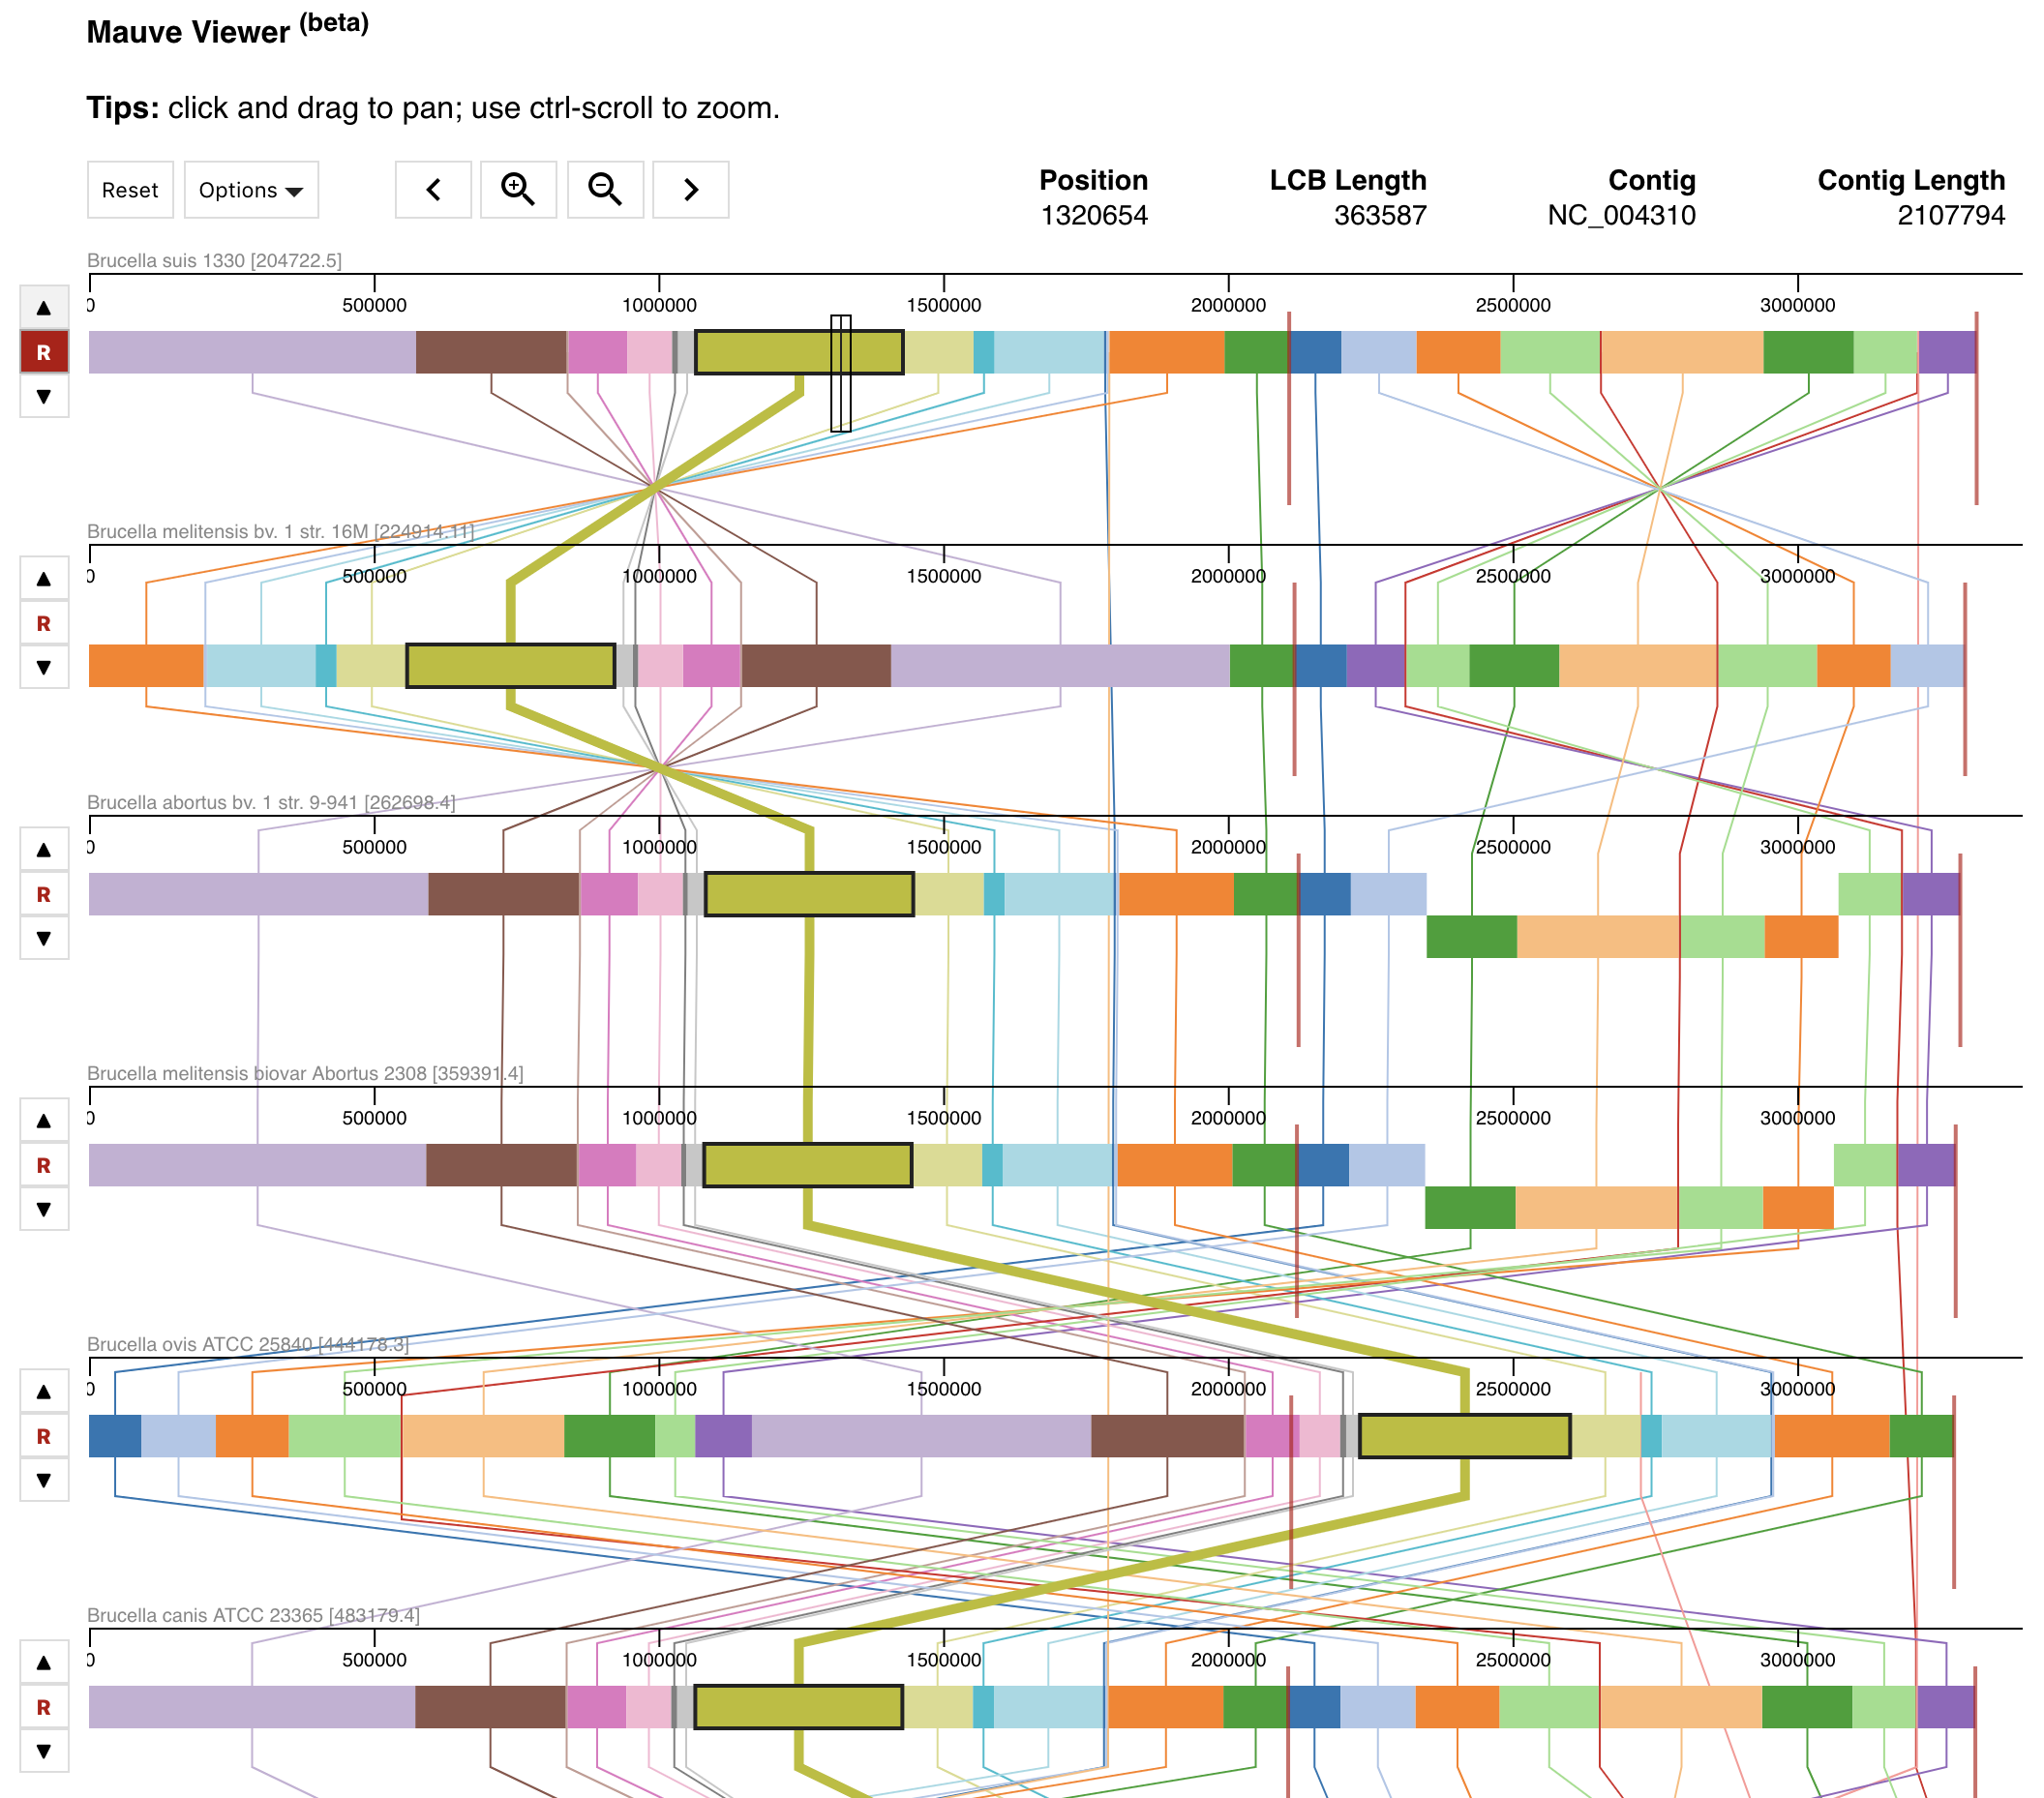 Mauve Viewer (beta)
Tips: click and drag to pan; use ctrl-scroll to zoom.
Reset Options Position LCB Length Contig Contig Length
1320654 363587 NC_004310 2107794
Brucella suis 1330 [204722.5]
0 500000 1000000 1500000 2000000 2500000 3000000
R
Brucella melitensis bv. 1 str. 16M [224914.11]
0 500000 1000000 1500000 2000000 2500000 3000000
R
Brucella abortus bv. 1 str. 9-941 [262698.4]
0 500000 1000000 1500000 2000000 2500000 3000000
R
Brucella melitensis biovar Abortus 2308 [359391.4]
0 500000 1000000 1500000 2000000 2500000 3000000
R
Brucella ovis ATCC 25840 [444178.3]
0 500000 1000000 1500000 2000000 2500000 3000000
R
Brucella canis ATCC 23365 [483179.4]
0 500000 1000000 1500000 2000000 2500000 3000000
R